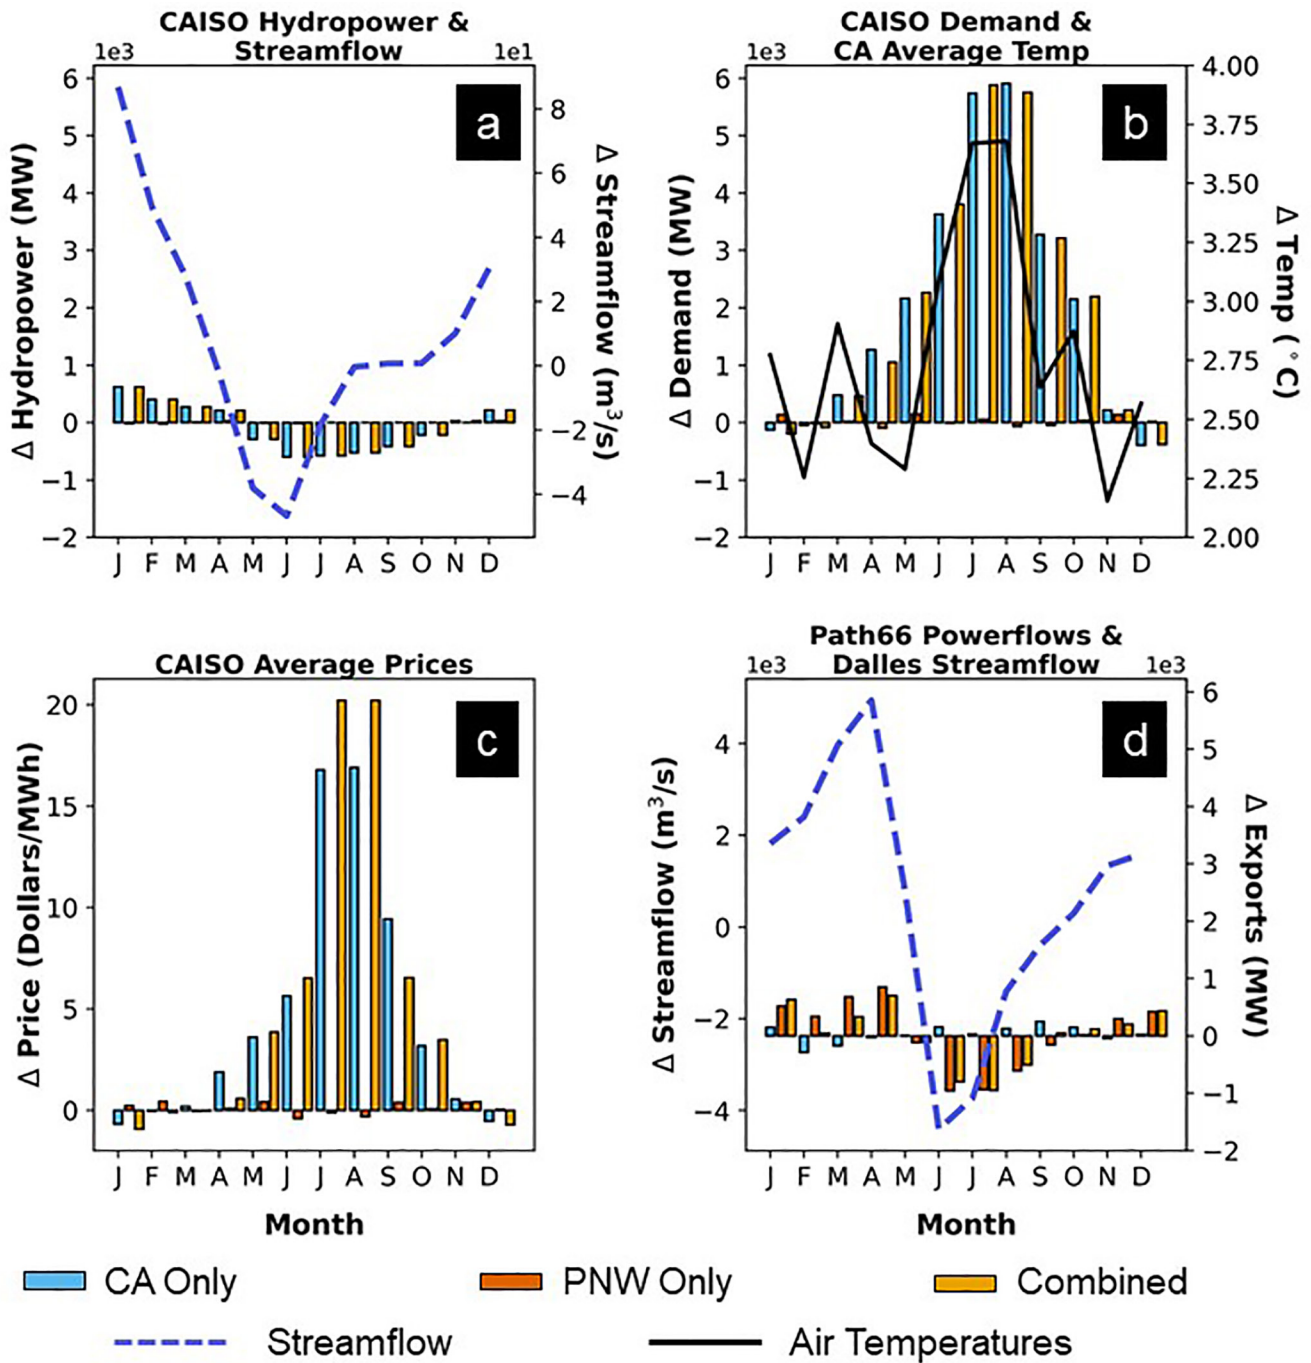 CAISO Hydropower &
Streamflow
1e3
1e1
a
Δ Hydropower (MW)
6
5
4
3
2
1
0
−1
−2
8
6
4
2
0
−2
−4
Δ Streamflow (m³/s)
J F M A M J J A S O N D
CAISO Demand &
CA Average Temp
1e3
b
Δ Demand (MW)
6
5
4
3
2
1
0
−1
−2
4.00
3.75
3.50
3.25
3.00
2.75
2.50
2.25
2.00
Δ Temp (°C)
J F M A M J J A S O N D
CAISO Average Prices
c
Δ Price (Dollars/MWh)
20
15
10
5
0
J F M A M J J A S O N D
Month
Path66 Powerflows &
Dalles Streamflow
1e3
1e3
d
Δ Streamflow (m³/s)
4
2
0
−2
−4
6
5
4
3
2
1
0
−1
−2
Δ Exports (MW)
J F M A M J J A S O N D
Month
CA Only
PNW Only
Combined
Streamflow
Air Temperatures